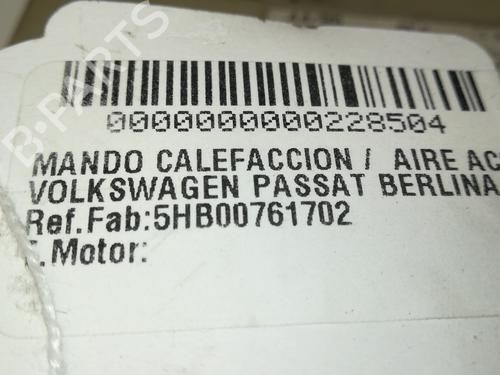 B-PARTS
0000000000228504
MANDO CALEFACCION / AIRE AC
VOLKSWAGEN PASSAT BERLINA
Ref.Fab:5HB00761702
.Motor: